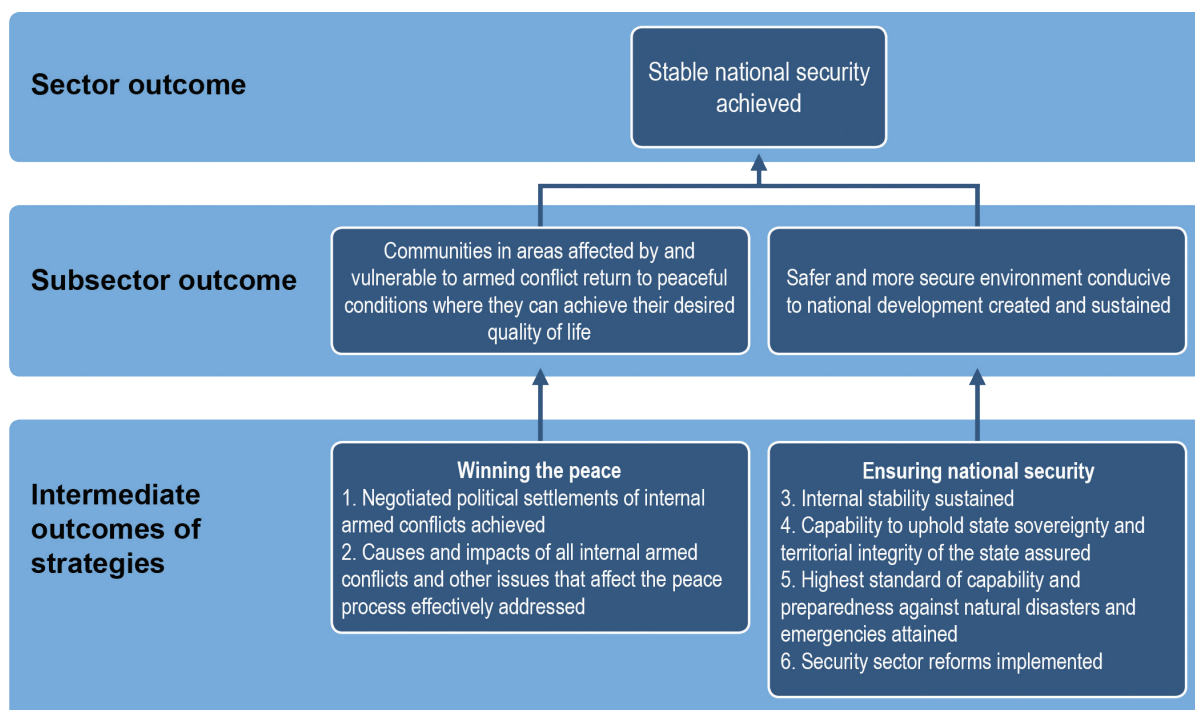 Sector outcome
Stable national security
achieved
Subsector outcome
Communities in areas affected by and
vulnerable to armed conflict return to peaceful
conditions where they can achieve their desired
quality of life
Safer and more secure environment conducive
to national development created and sustained
Intermediate
outcomes of
strategies
Winning the peace
1. Negotiated political settlements of internal
armed conflicts achieved
2. Causes and impacts of all internal armed
conflicts and other issues that affect the peace
process effectively addressed
Ensuring national security
3. Internal stability sustained
4. Capability to uphold state sovereignty and
territorial integrity of the state assured
5. Highest standard of capability and
preparedness against natural disasters and
emergencies attained
6. Security sector reforms implemented